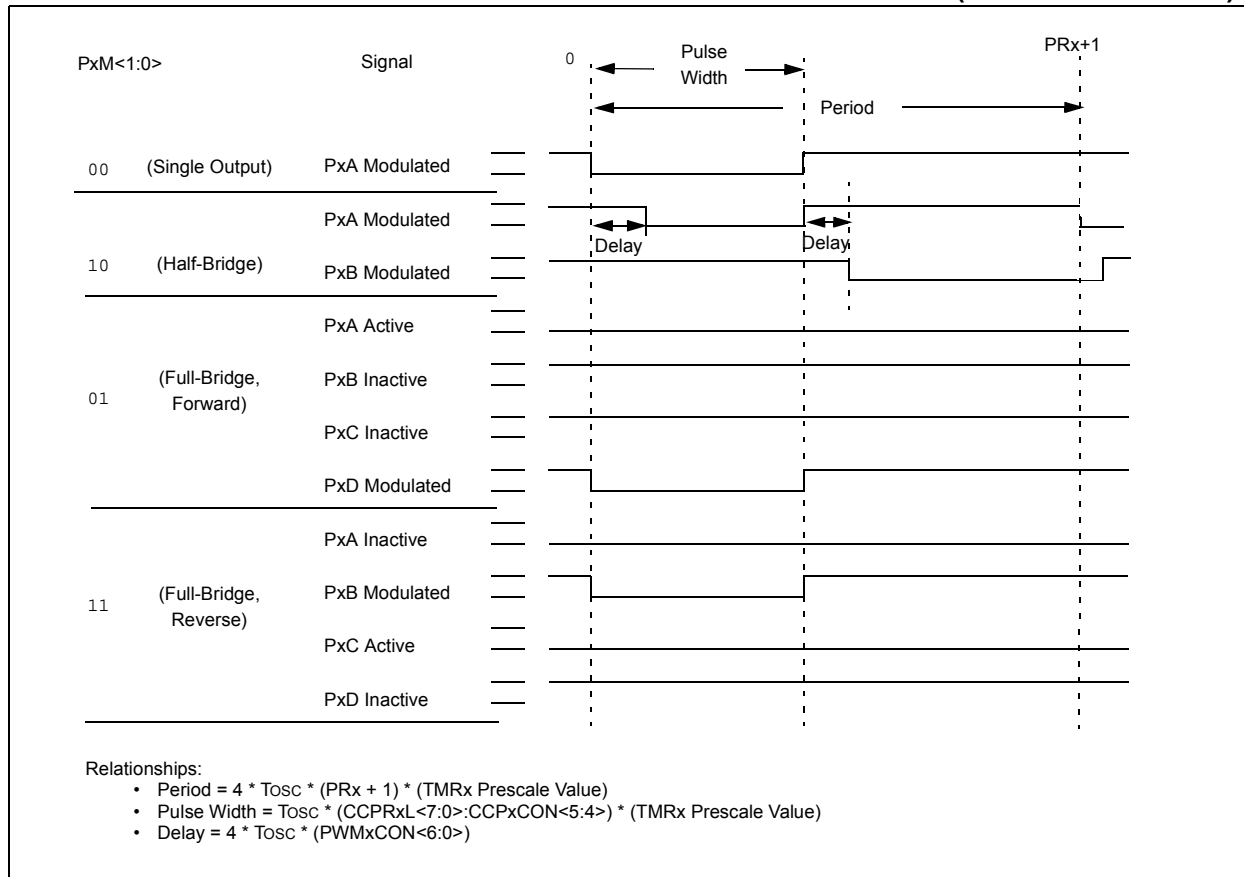 PRx+1
0
Pulse
Width
PxM<1:0>
Signal
Period
00
(Single Output)
PxA Modulated
PxA Modulated
Delay
Delay
10
(Half-Bridge)
PxB Modulated
PxA Active
(Full-Bridge,
Forward)
PxB Inactive
01
PxC Inactive
PxD Modulated
PxA Inactive
11
(Full-Bridge,
Reverse)
PxB Modulated
PxC Active
PxD Inactive
Relationships:
• Period = 4 * TOSC * (PRx + 1) * (TMRx Prescale Value)
• Pulse Width = TOSC * (CCPRxL<7:0>:CCPxCON<5:4>) * (TMRx Prescale Value)
• Delay = 4 * TOSC * (PWMxCON<6:0>)